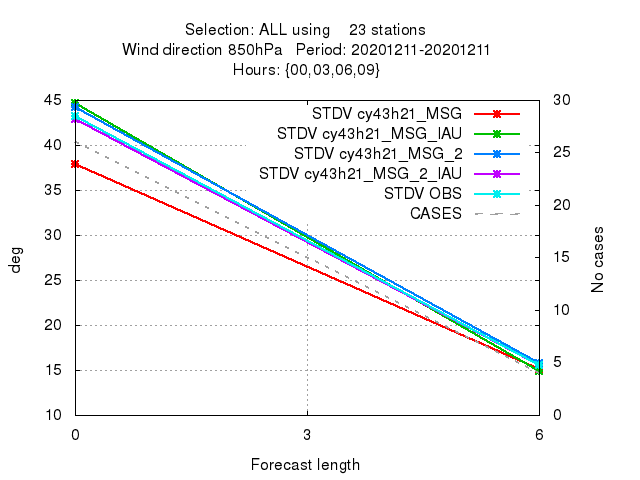 Selection: ALL using 23 stations
Wind direction 850hPa Period: 20201211-20201211
Hours: {00,03,06,09}
45 30
STDV cy43h21_MSG
STDV cy43h21_MSG_IAU
40 25
STDV cy43h21_MSG_2
STDV cy43h21_MSG_2_IAU
35
STDV OBS
20
CASES
30
deg
No cases
15
25
10
20
15 5
10 0
0 3 6
Forecast length